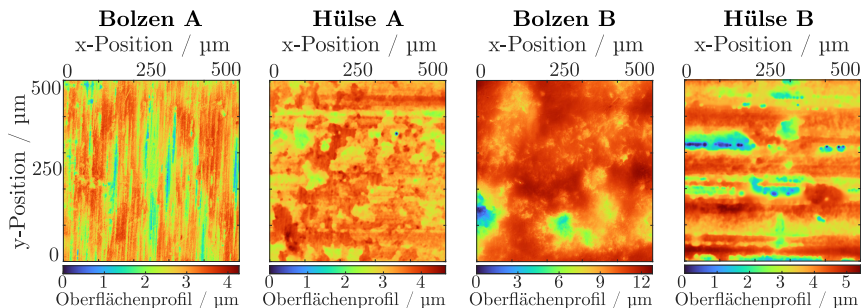 Bolzen A Hülse A Bolzen B Hülse B
x-Position / µm x-Position / µm x-Position / µm x-Position / µm
0 250 500 0 250 500 0 250 500 0 250 500
500
250
0
y-Position / µm
0 1 2 3 4 0 1 2 3 4 0 3 6 9 12 0 1 2 3 4 5
Oberflächenprofil / µm Oberflächenprofil / µm Oberflächenprofil / µm Oberflächenprofil / µm